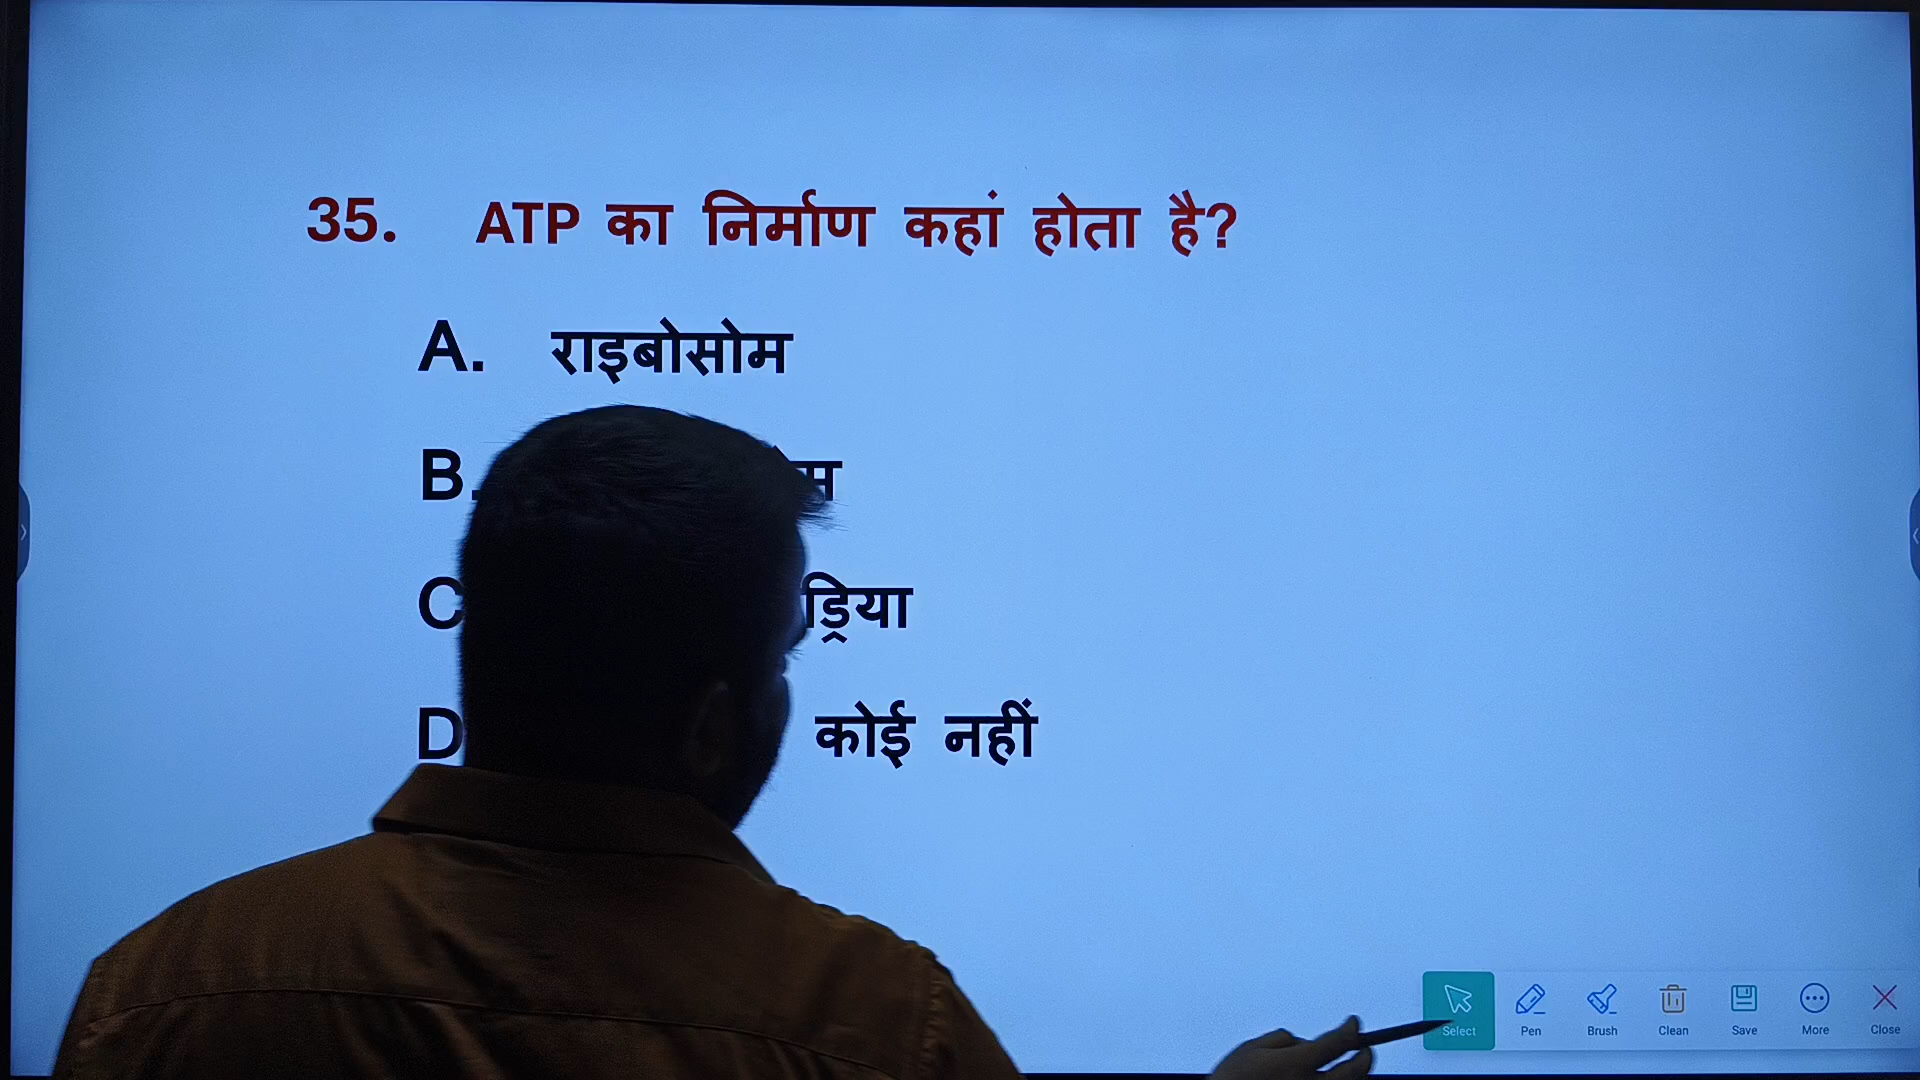 35. ATP का निर्माण कहां होता है?
A. राइबोसोम
B.
C
D कोई नहीं
Select Pen Brush Clean Save More Close